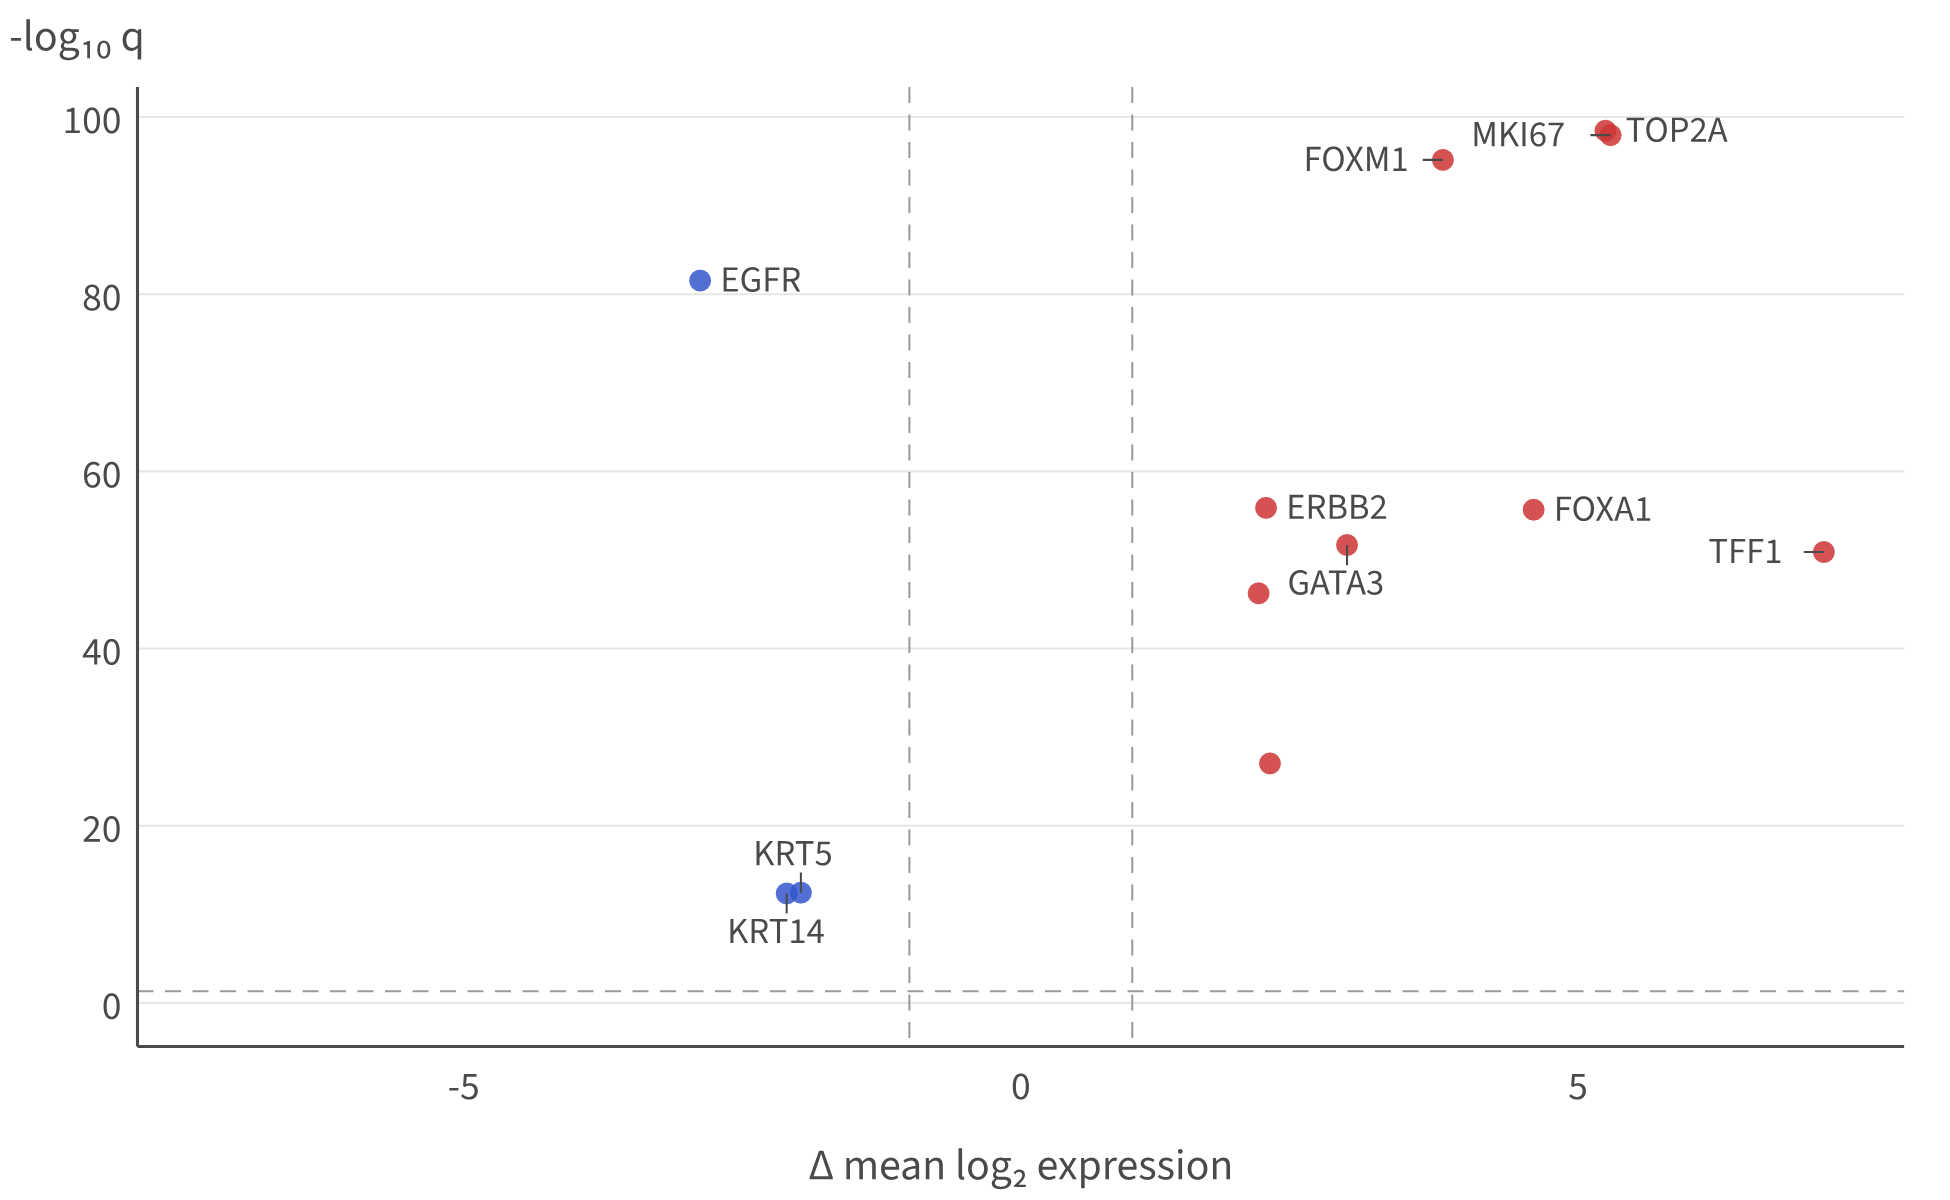 -log₁₀ q
100
MKI67
TOP2A
FOXM1
EGFR
80
60
ERBB2
FOXA1
TFF1
GATA3
40
20
KRT5
KRT14
0
-5
0
5
Δ mean log₂ expression